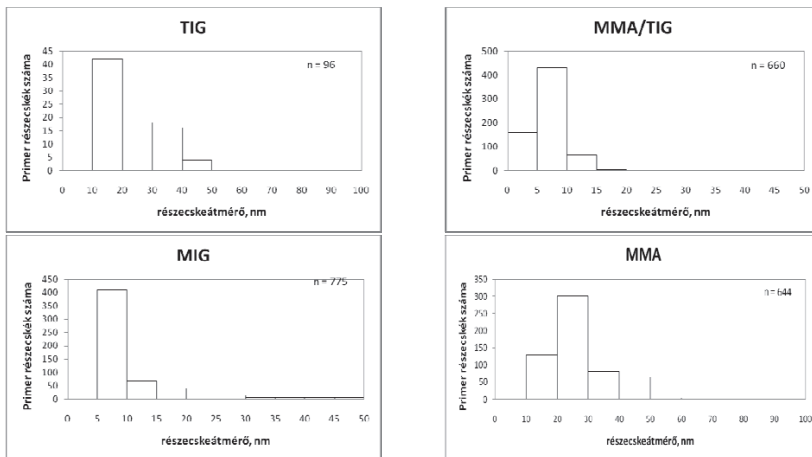 TIG
Primer részecskék száma
45
40
35
30
25
20
15
10
5
0
n = 96
0 10 20 30 40 50 60 70 80 90 100
részecskeátmérő, nm
MMA/TIG
Primer részecskék száma
500
400
300
200
100
0
n = 660
0 5 10 15 20 25 30 35 40 45 50
részecskeátmérő, nm
MIG
Primer részecskék száma
450
400
350
300
250
200
150
100
50
0
n = 775
0 5 10 15 20 25 30 35 40 45 50
részecskeátmérő, nm
MMA
Primer részecskék száma
350
300
250
200
150
100
50
0
n = 644
0 10 20 30 40 50 60 70 80 90 100
részecskeátmérő, nm